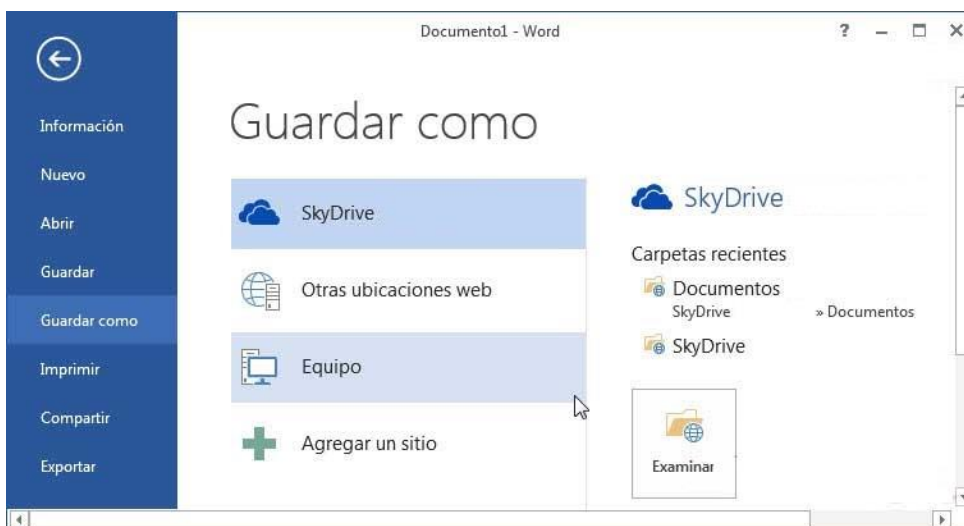 Documento1 - Word
?
Información
Nuevo
Abrir
Guardar
Guardar como
Imprimir
Compartir
Exportar
Guardar como
SkyDrive
Otras ubicaciones web
Equipo
Agregar un sitio
SkyDrive
Carpetas recientes
Documentos
SkyDrive » Documentos
SkyDrive
Examinar